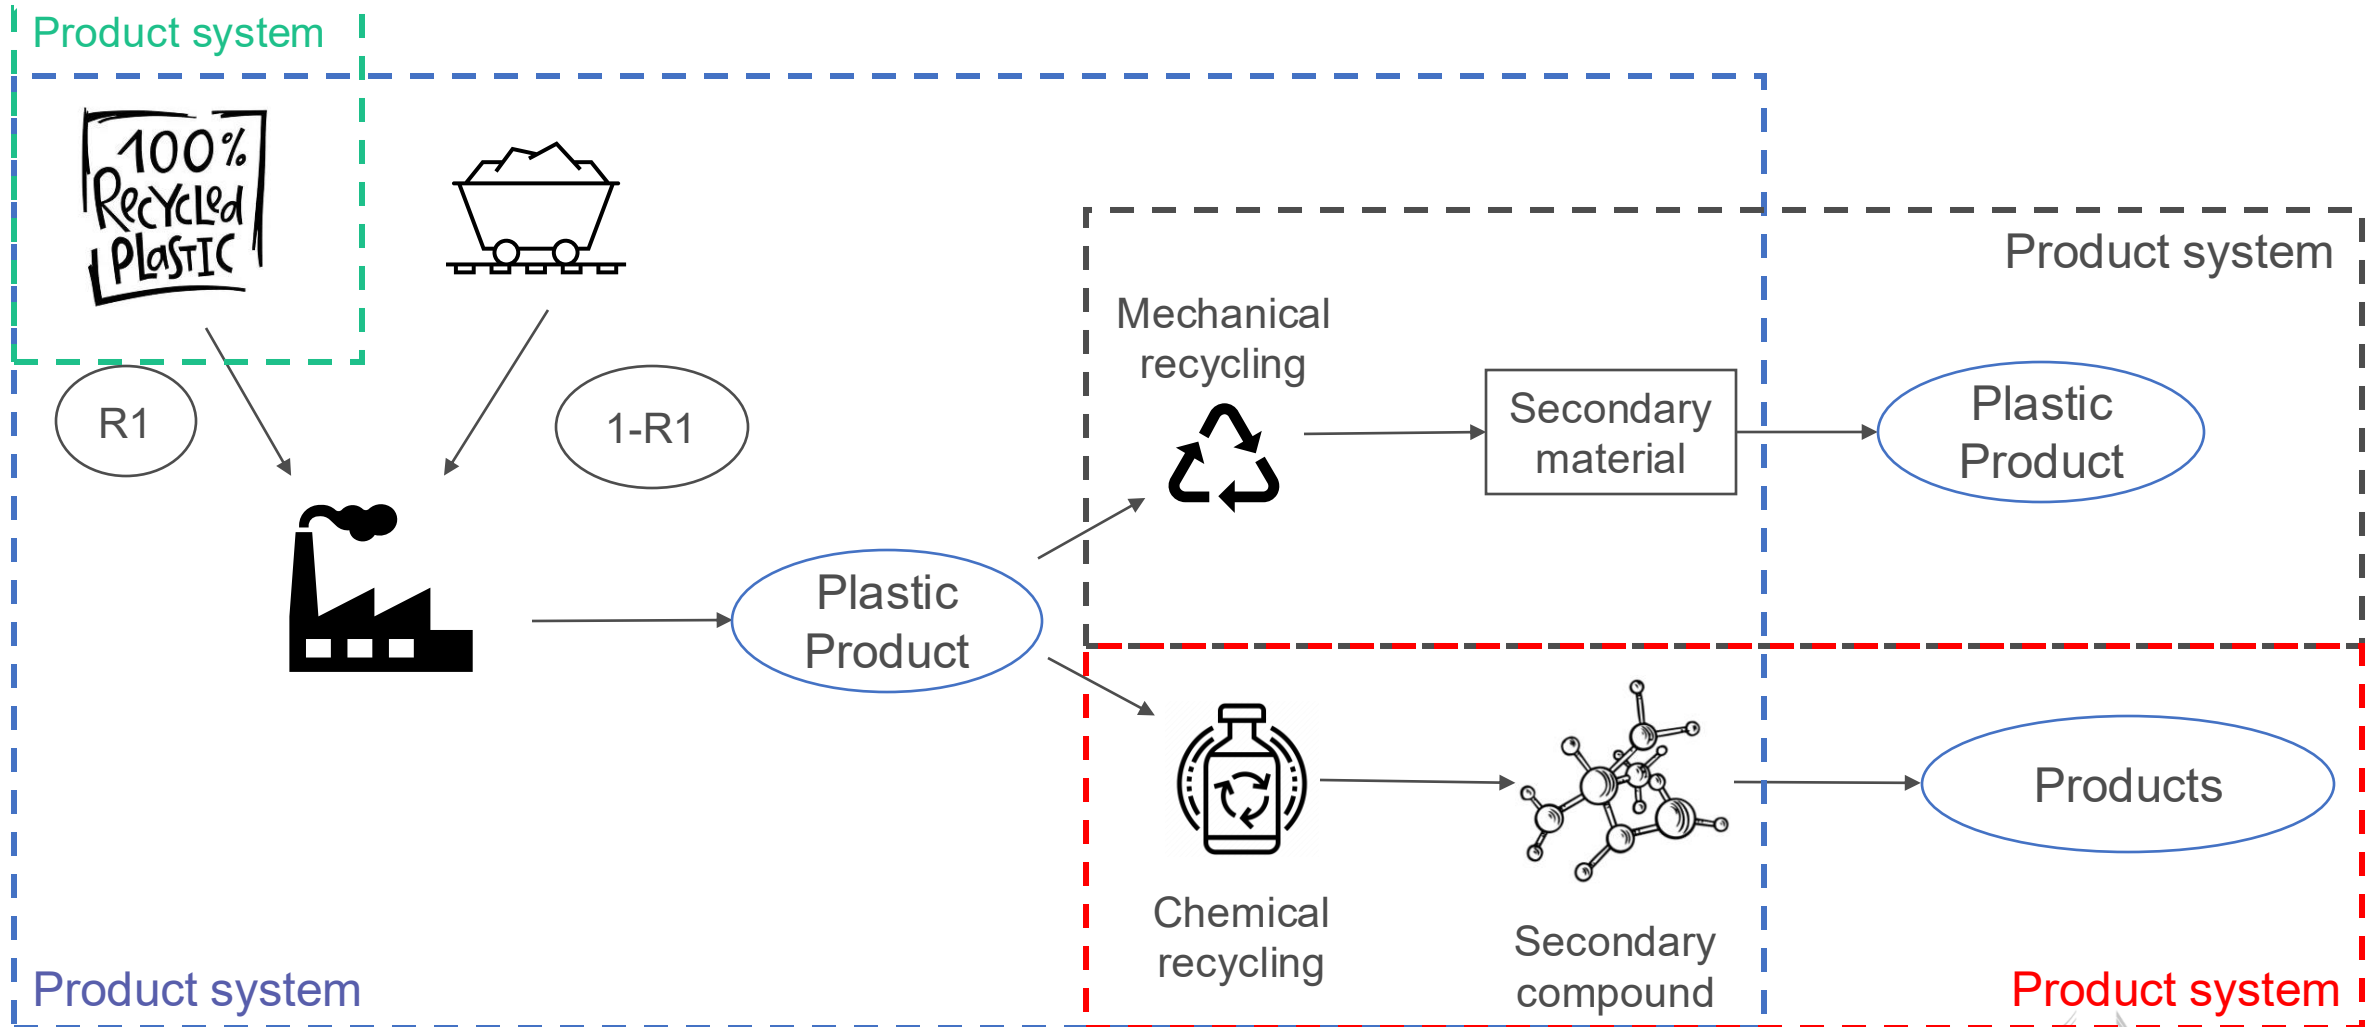 Product system
100%
RecycLed
PLaSTIC
Product system
Mechanical
recycling
R1
1-R1
Secondary
material
Plastic
Product
Plastic
Product
Products
Chemical
recycling
Secondary
compound
Product system
Product system